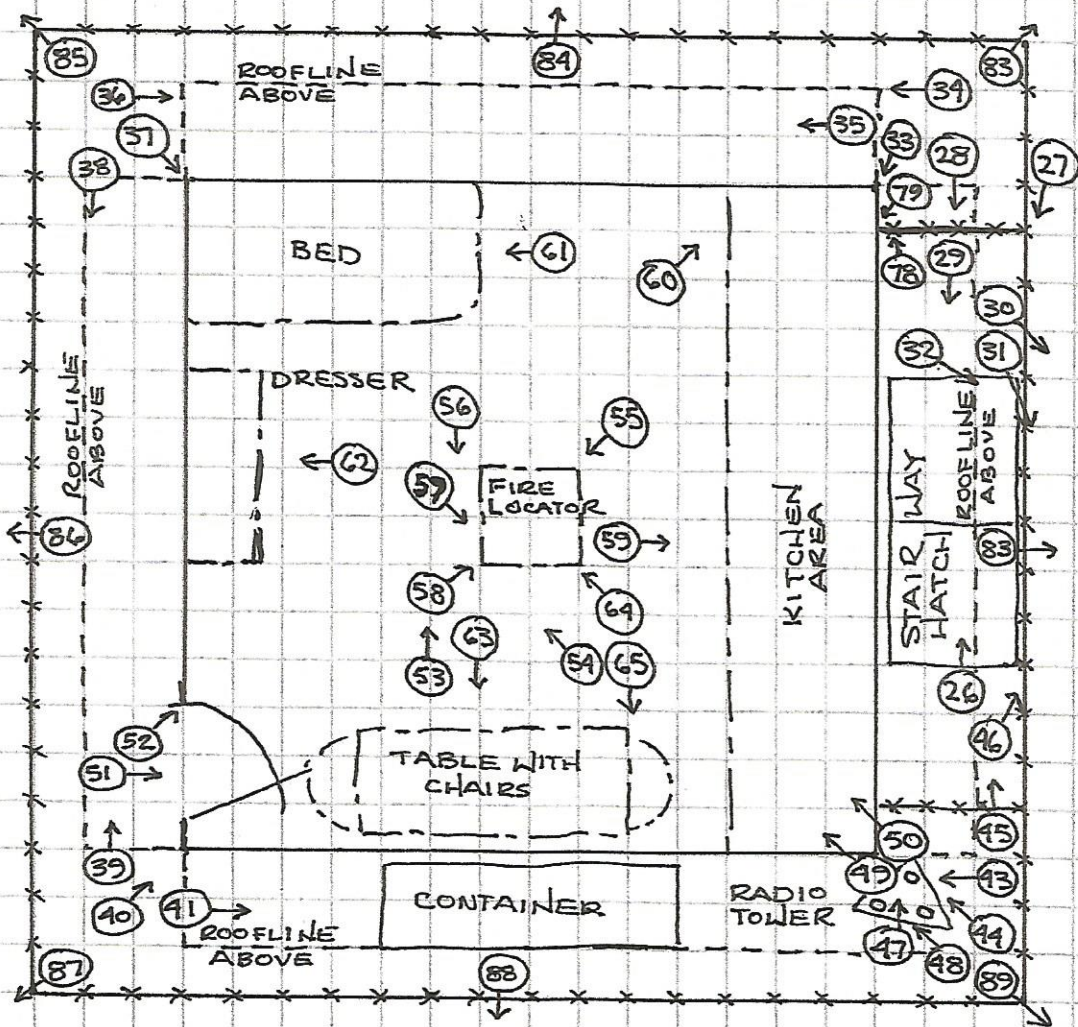 85
84
83
ROOFLINE
ABOVE
36
34
37
35
33
28
27
38
79
BED
61
60
78
29
30
32
31
DRESSER
56
55
ROOFLINE
ABOVE
62
57
FIRE
LOCATOR
WAY
ROOFLINE
ABOVE
86
59
KITCHEN
AREA
83
STAIR
HATCH
58
64
63
53
54
65
26
52
46
51
TABLE WITH
CHAIRS
39
50
45
49
43
40
41
CONTAINER
RADIO
TOWER
ROOFLINE
ABOVE
47
48
44
87
88
89